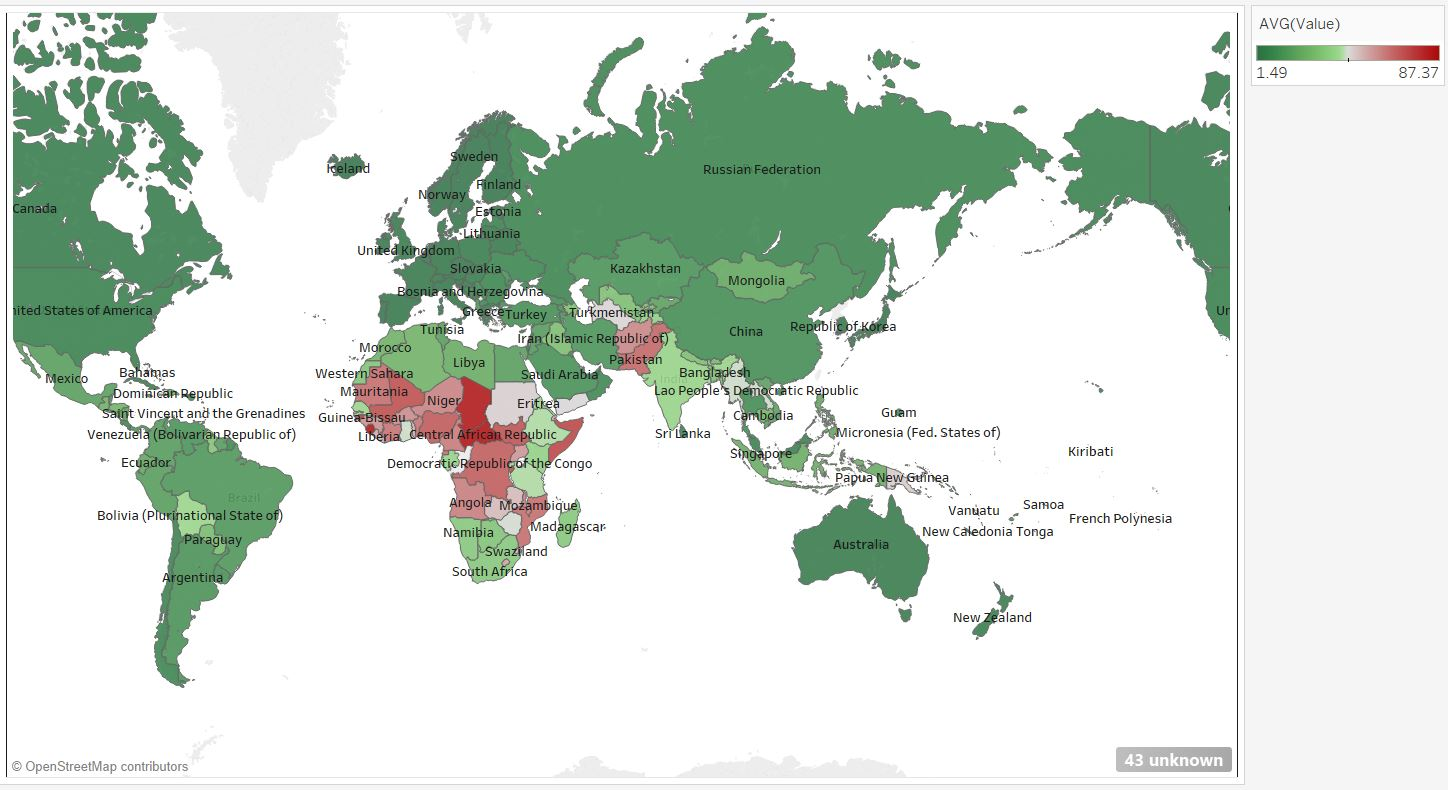 AVG(Value)
1.49 87.37
Iceland
Sweden
Finland
Norway
Estonia
Lithuania
United Kingdom
Slovakia
Bosnia and Herzegovina
Greece
Turkey
Russian Federation
Kazakhstan
Mongolia
Turkmenistan
China
Republic of Korea
Canada
nited States of America
Un
Mexico
Bahamas
Dominican Republic
Saint Vincent and the Grenadines
Venezuela (Bolivarian Republic of)
Ecuador
Brazil
Bolivia (Plurinational State of)
Paraguay
Argentina
Tunisia
Morocco
Libya
Western Sahara
Mauritania
Niger
Guinea-Bissau
Liberia
Central African Republic
Eritrea
Democratic Republic of the Congo
Angola
Mozambique
Namibia
Madagascar
Swaziland
South Africa
Iran (Islamic Republic of)
Pakistan
Saudi Arabia
India
Bangladesh
Lao People's Democratic Republic
Cambodia
Sri Lanka
Singapore
Guam
Micronesia (Fed. States of)
Kiribati
Papua New Guinea
Vanuatu
Samoa
French Polynesia
New Caledonia
Tonga
Australia
New Zealand
© OpenStreetMap contributors
43 unknown